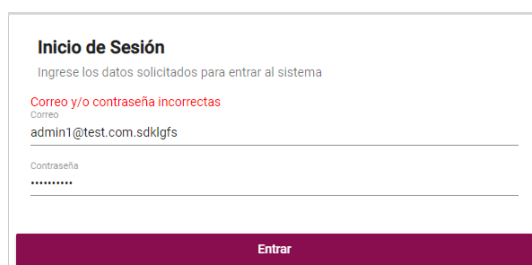 Inicio de Sesión
Ingrese los datos solicitados para entrar al sistema
Correo y/o contraseña incorrectas
Correo
admin1@test.com.sdklgfs
Contraseña
••••••••••
Entrar